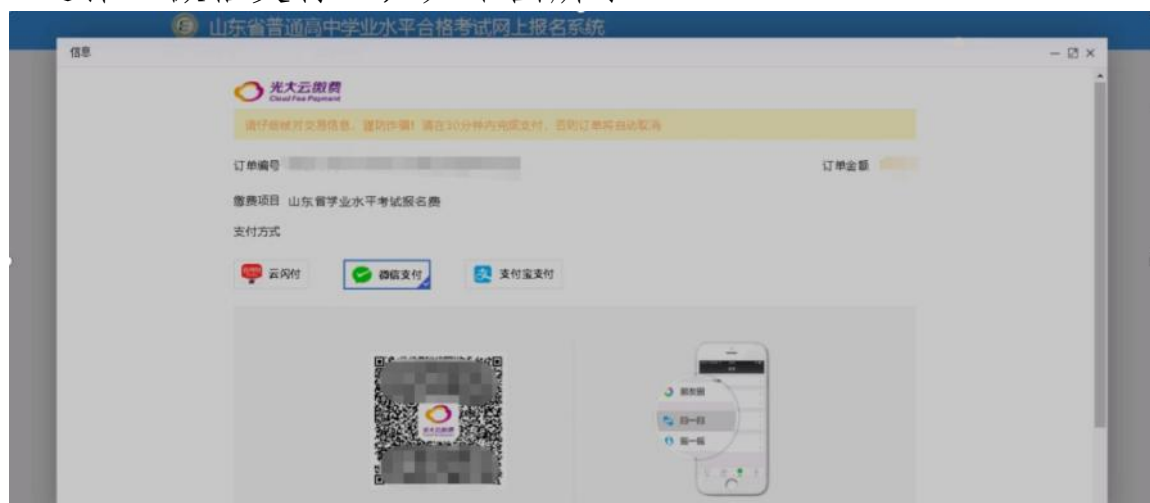 山东省普通高中学业水平合格考试网上报名系统
信息
光大云缴费
Cloud Fee Payment
请仔细核对交易信息，谨防诈骗！请在30分钟内完成支付，否则订单将自动取消
订单编号
订单金额
缴费项目 山东省学业水平考试报名费
支付方式
云闪付 微信支付 支付宝支付
朋友圈
扫一扫
摇一摇
光大云缴费